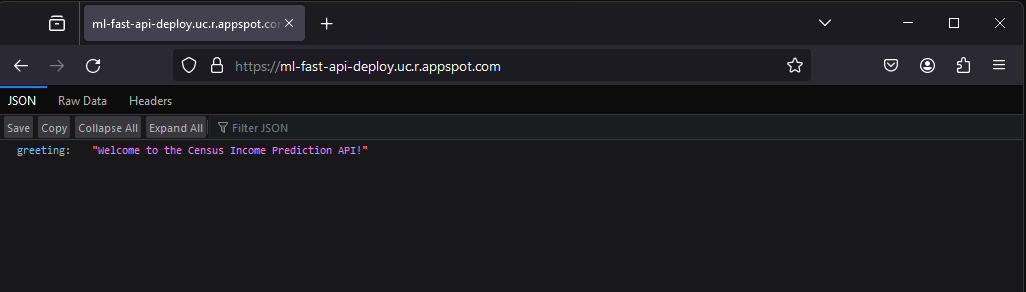 ml-fast-api-deploy.uc.r.appspot.co
https://ml-fast-api-deploy.uc.r.appspot.com
JSON Raw Data Headers
Save Copy Collapse All Expand All Filter JSON
greeting: "Welcome to the Census Income Prediction API!"